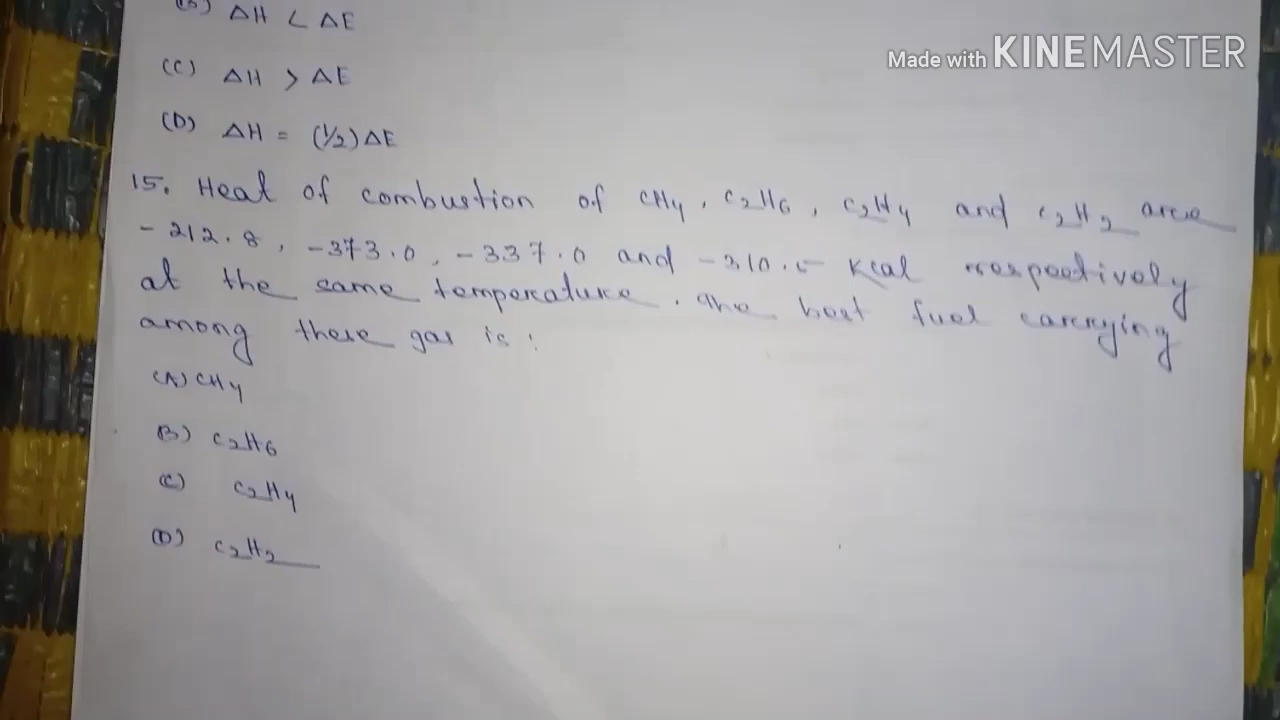 (B) ΔH < ΔE
Made with KINEMASTER
(C) ΔH > ΔE
(D) ΔH = (1/2) ΔE
15. Heat of combustion of CH4, C2H6, C2H4 and C2H2 are
-212.8, -373.0, -337.0 and -310.5 Kcal respectively
at the same temperature. The best fuel carrying
among these gas is:
(A) CH4
B) C2H6
(C) C2H4
(D) C2H2